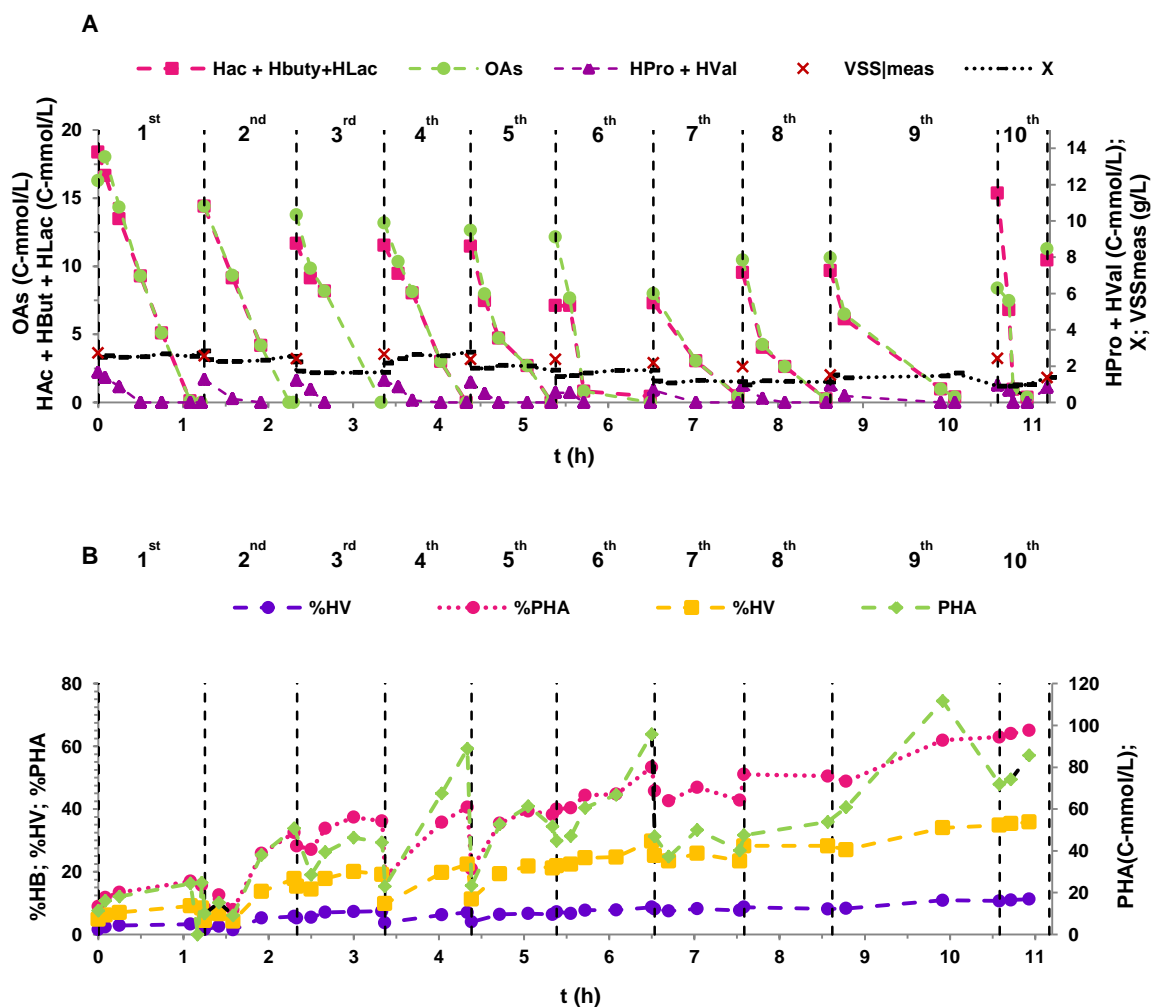 A
Hac + Hbuty+HLac OAs HPro + HVal VSS|meas X
1st 2nd 3rd 4th 5th 6th 7th 8th 9th 10th
OAs (C-mmol/L)
HAc + HBut + HLac (C-mmol/L)
20
15
10
5
0
14
12
10
8
6
4
2
0
HPro + HVal (C-mmol/L);
X; VSSmeas (g/L)
0 1 2 3 4 5 6 7 8 9 10 11
t (h)
B
1st 2nd 3rd 4th 5th 6th 7th 8th 9th 10th
%HV %PHA %HV PHA
%HB; %HV; %PHA
80
60
40
20
0
120
100
80
60
40
20
0
PHA(C-mmol/L);
0 1 2 3 4 5 6 7 8 9 10 11
t (h)